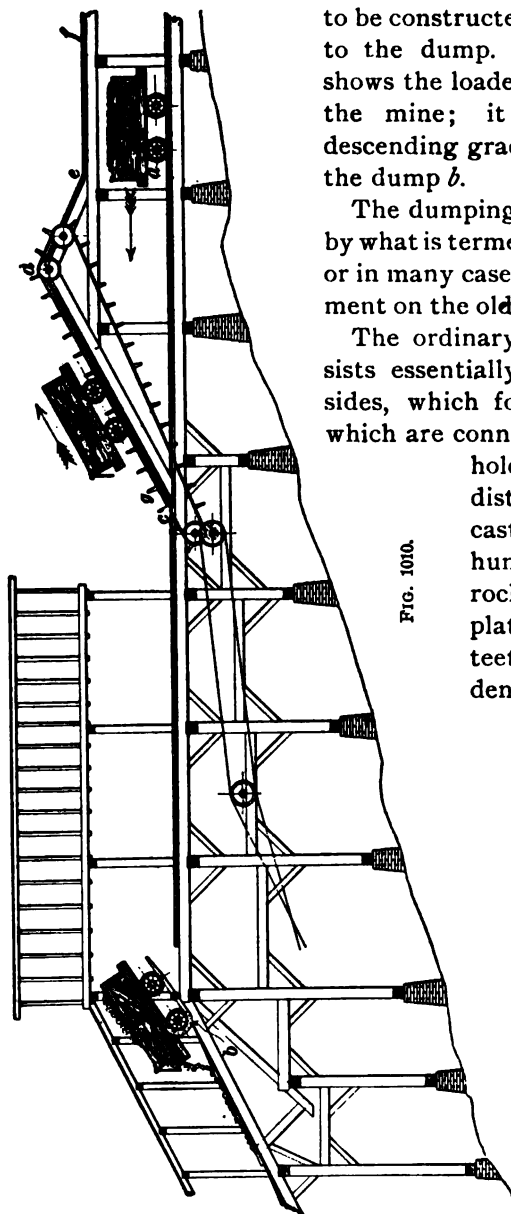 to be constructe
to the dump.
shows the loade
the mine; it
descending grac
the dump b.
The dumping
by what is terme
or in many case
ment on the old
The ordinary
sists essentially
sides, which fo
which are conn
hole
dist
cast
hun
rock
plat
teet
den
FIG. 1010.
f
e
a
d
g
c
b